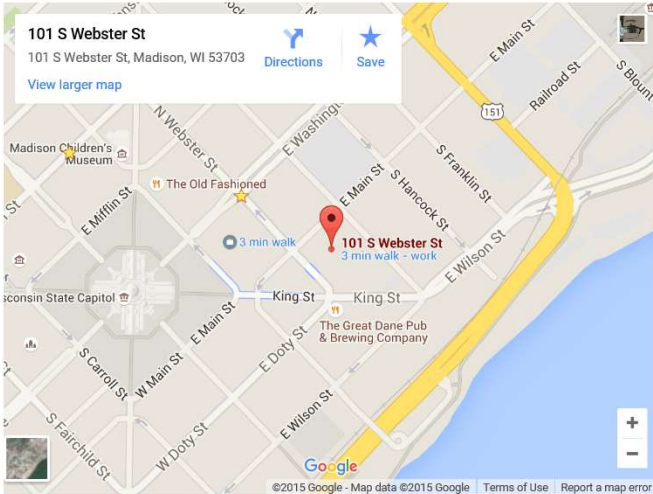 101 S Webster St
101 S Webster St, Madison, WI 53703
View larger map
Directions
Save
E Main St
Railroad St
S Blount
151
N Webster St
E Washington
Madison Children's
Museum
The Old Fashioned
E Mifflin St
St
E Main St
S Hancock St
S Franklin St
3 min walk
101 S Webster St
3 min walk - work
E Wilson St
sconsin State Capitol
King St
King St
E Main St
The Great Dane Pub
& Brewing Company
E Doty St
S Carroll St
W Main St
E Wilson St
S Fairchild St
W Doty St
+
−
Google
©2015 Google - Map data ©2015 Google
Terms of Use
Report a map error